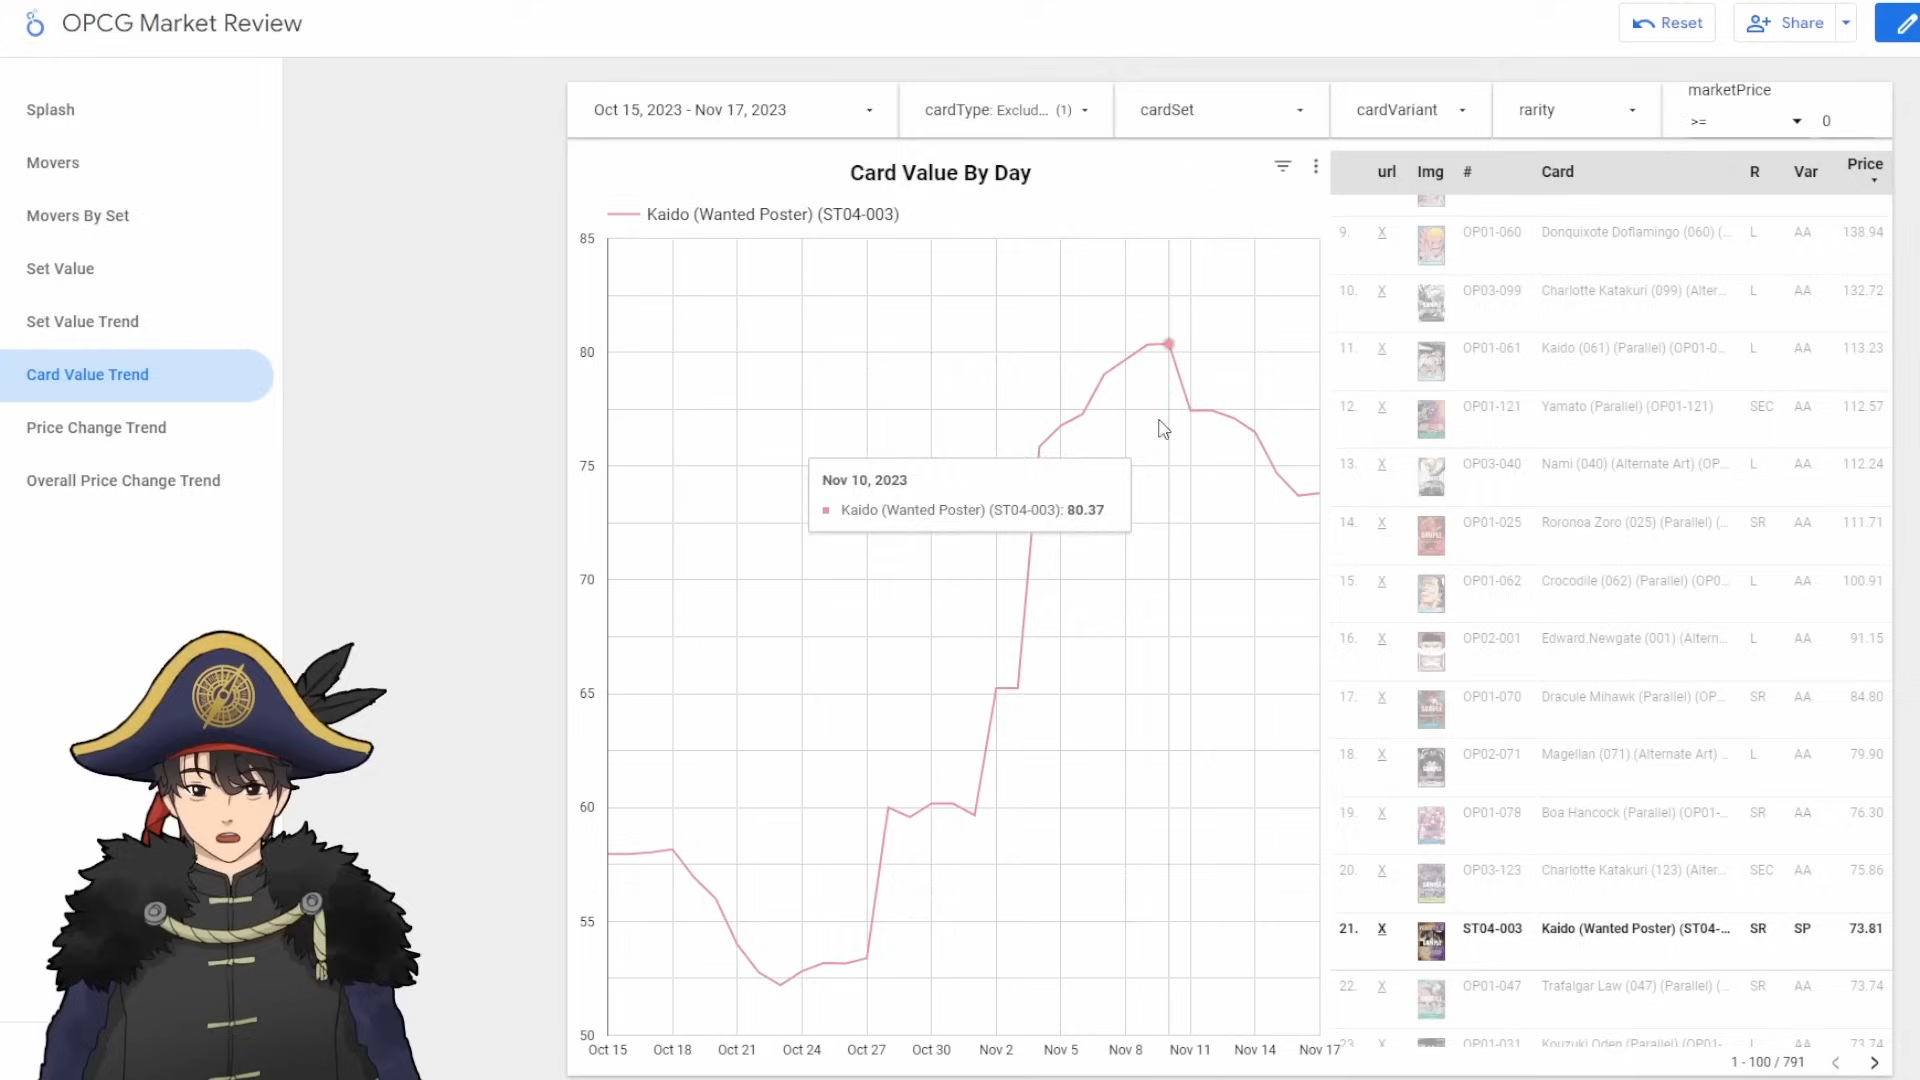 OPCG Market Review
Reset
Share
Splash
Movers
Movers By Set
Set Value
Set Value Trend
Card Value Trend
Price Change Trend
Overall Price Change Trend
Oct 15, 2023 - Nov 17, 2023
cardType: Exclud... (1)
cardSet
cardVariant
rarity
marketPrice
>= 0
Card Value By Day
Kaido (Wanted Poster) (ST04-003)
85
80
75
70
65
60
55
50
Oct 15 Oct 18 Oct 21 Oct 24 Oct 27 Oct 30 Nov 2 Nov 5 Nov 8 Nov 11 Nov 14 Nov 17
Nov 10, 2023
Kaido (Wanted Poster) (ST04-003): 80.37
url Img # Card R Var Price
9. X OP01-060 Donquixote Doflamingo (060) (... L AA 138.94
10. X OP03-099 Charlotte Katakuri (099) (Alter... L AA 132.72
11. X OP01-061 Kaido (061) (Parallel) (OP01-0... L AA 113.23
12. X OP01-121 Yamato (Parallel) (OP01-121) SEC AA 112.57
13. X OP03-040 Nami (040) (Alternate Art) (OP... L AA 112.24
14. X OP01-025 Roronoa Zoro (025) (Parallel) (... SR AA 111.71
15. X OP01-062 Crocodile (062) (Parallel) (OP0... L AA 100.91
16. X OP02-001 Edward.Newgate (001) (Altern... L AA 91.15
17. X OP01-070 Dracule Mihawk (Parallel) (OP... SR AA 84.80
18. X OP02-071 Magellan (071) (Alternate Art) ... L AA 79.90
19. X OP01-078 Boa Hancock (Parallel) (OP01-... SR AA 76.30
20. X OP03-123 Charlotte Katakuri (123) (Alter... SEC AA 75.86
21. X ST04-003 Kaido (Wanted Poster) (ST04-... SR SP 73.81
22. X OP01-047 Trafalgar Law (047) (Parallel) (... SR AA 73.74
23. X OP01-031 Kouzuki Oden (Parallel) (OP01-... AA 73.74
1 - 100 / 791